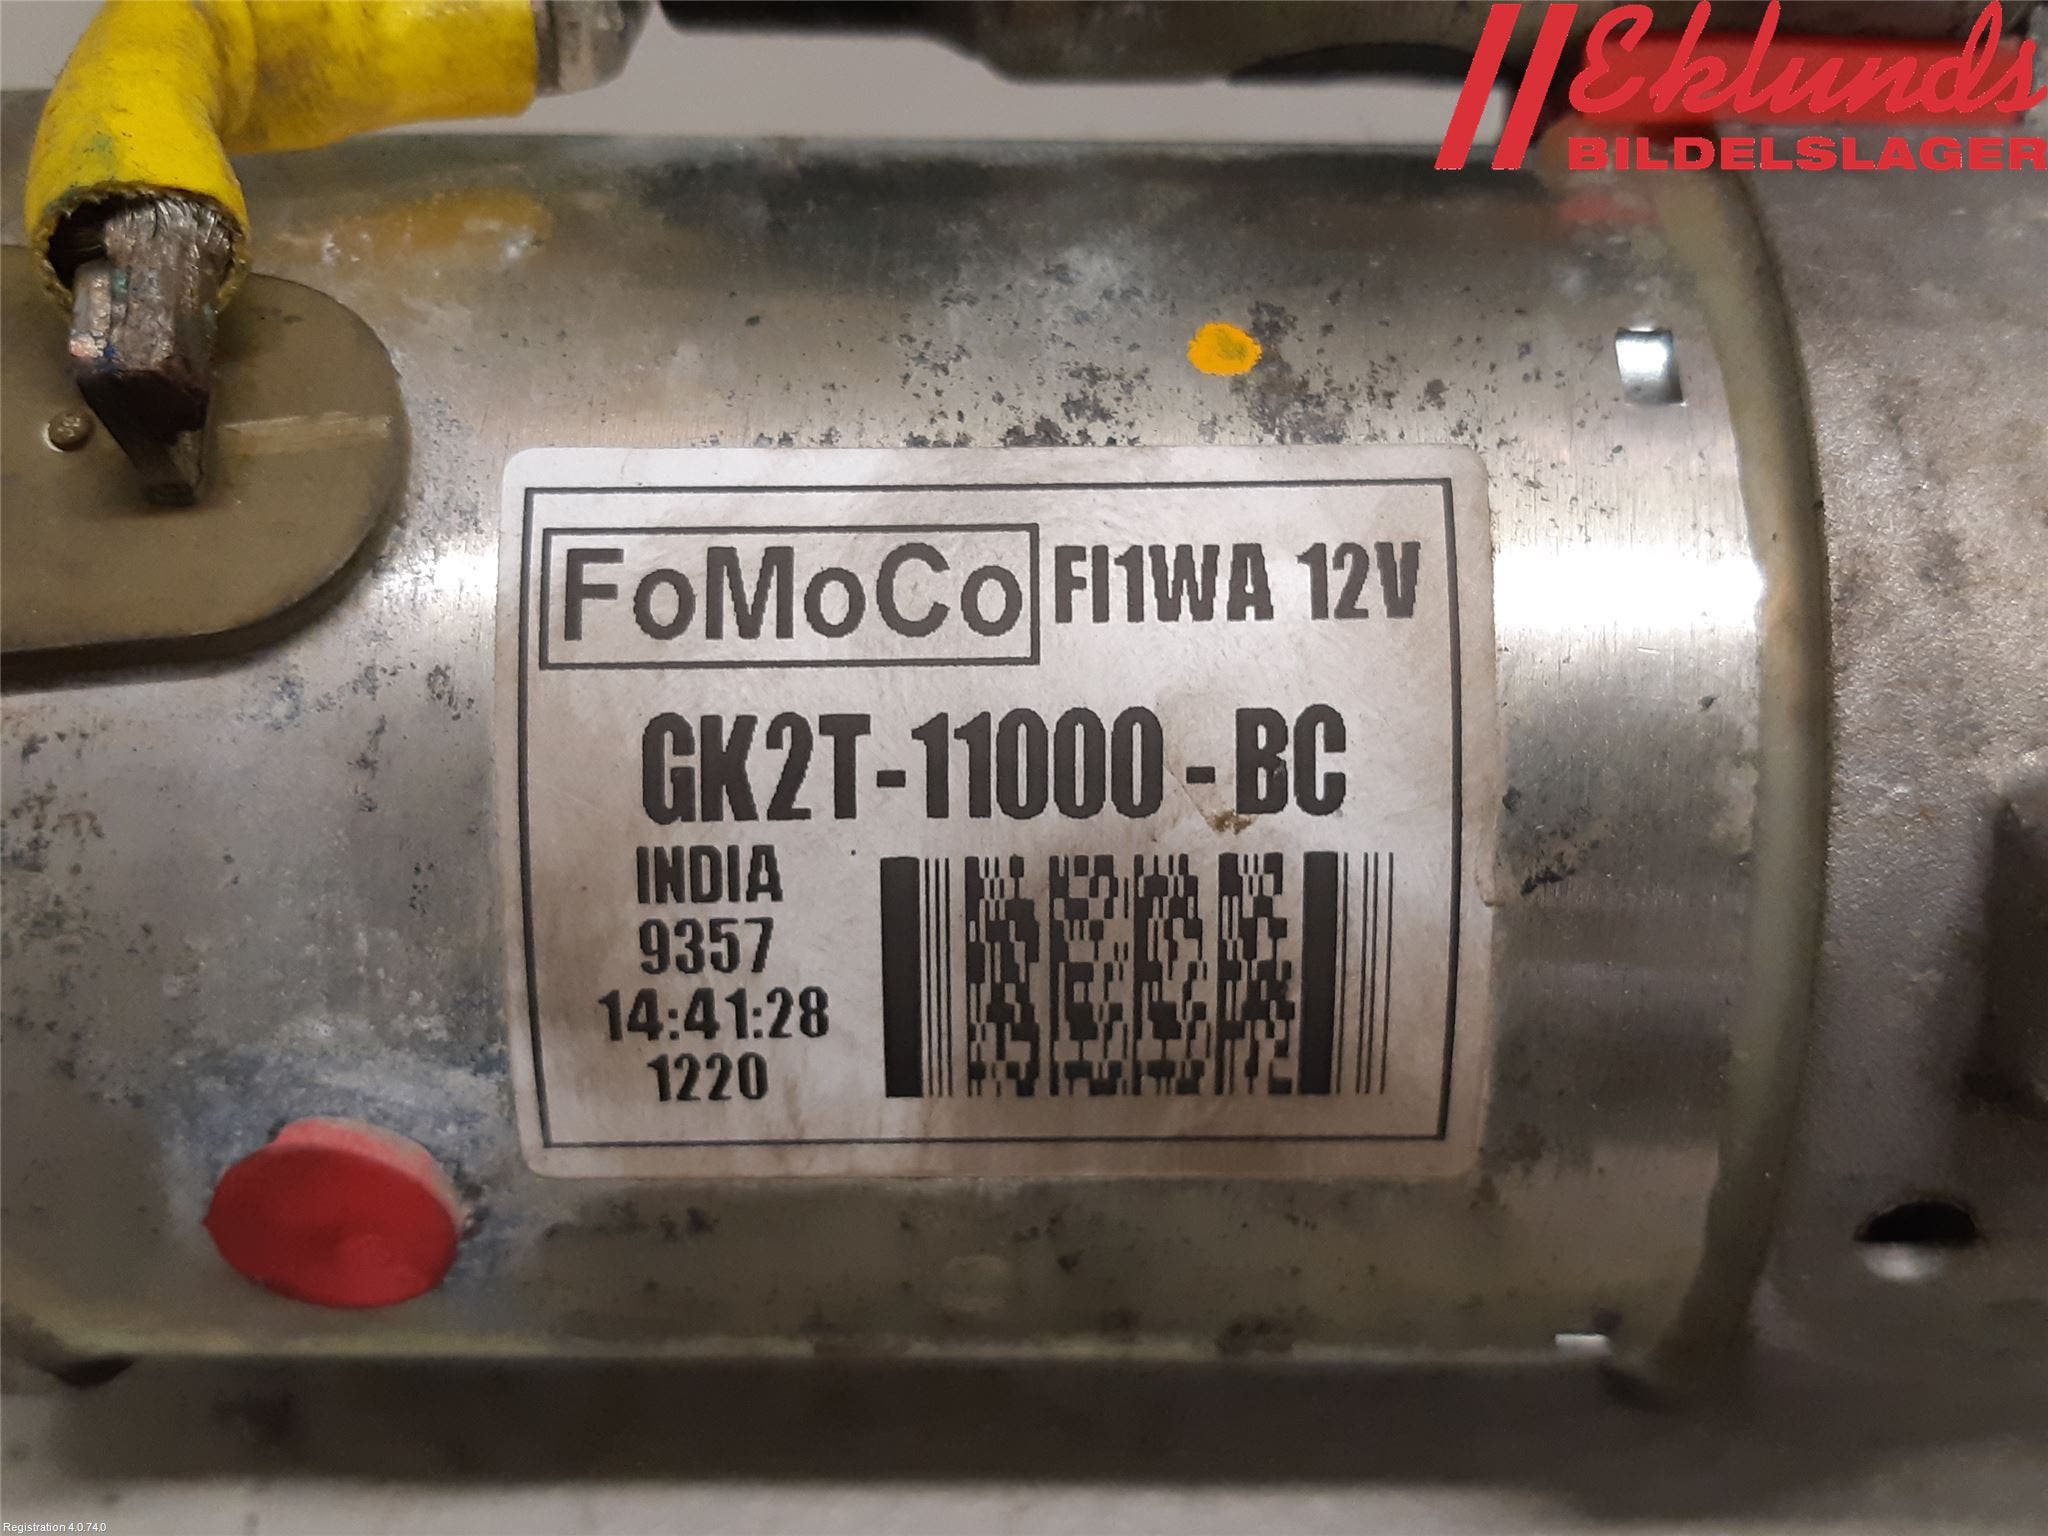 Eklunds
BILDELSLAGER
FoMoCo FI1WA 12V
GK2T-11000-BC
INDIA
9357
14:41:28
1220
Registration 4.0.74.0